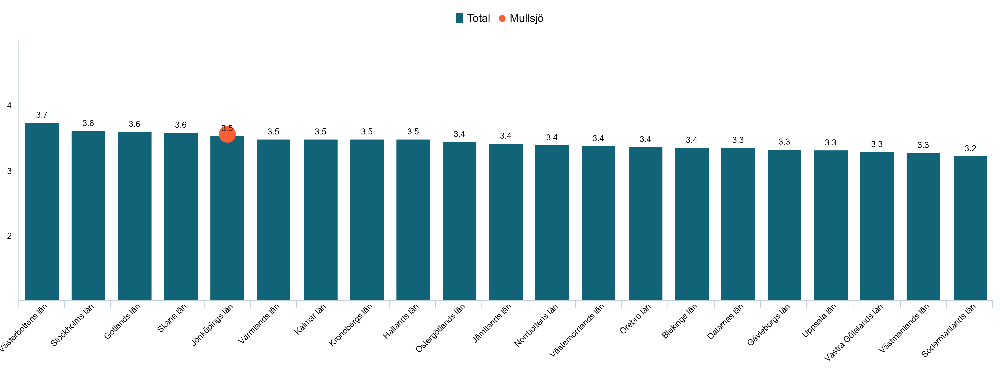 Total Mullsjö
4
3
2
3.7 3.6 3.6 3.6 3.5 3.5 3.5 3.5 3.5 3.4 3.4 3.4 3.4 3.4 3.4 3.3 3.3 3.3 3.3 3.3 3.2
Västerbottens län
Stockholms län
Gotlands län
Skåne län
Jönköpings län
Värmlands län
Kalmar län
Kronobergs län
Hallands län
Östergötlands län
Jämtlands län
Norrbottens län
Västernorrlands län
Örebro län
Blekinge län
Dalarnas län
Gävleborgs län
Uppsala län
Västra Götalands län
Västmanlands län
Södermanlands län